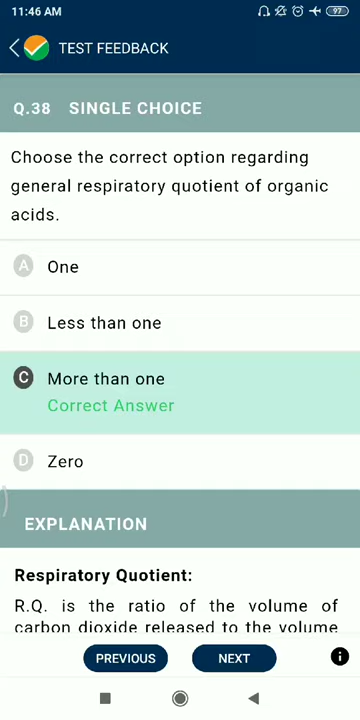 11:46 AM
97
TEST FEEDBACK
Q.38 SINGLE CHOICE
Choose the correct option regarding
general respiratory quotient of organic
acids.
A One
B Less than one
C More than one
Correct Answer
D Zero
EXPLANATION
Respiratory Quotient:
R.Q. is the ratio of the volume of
carbon dioxide released to the volume
PREVIOUS NEXT